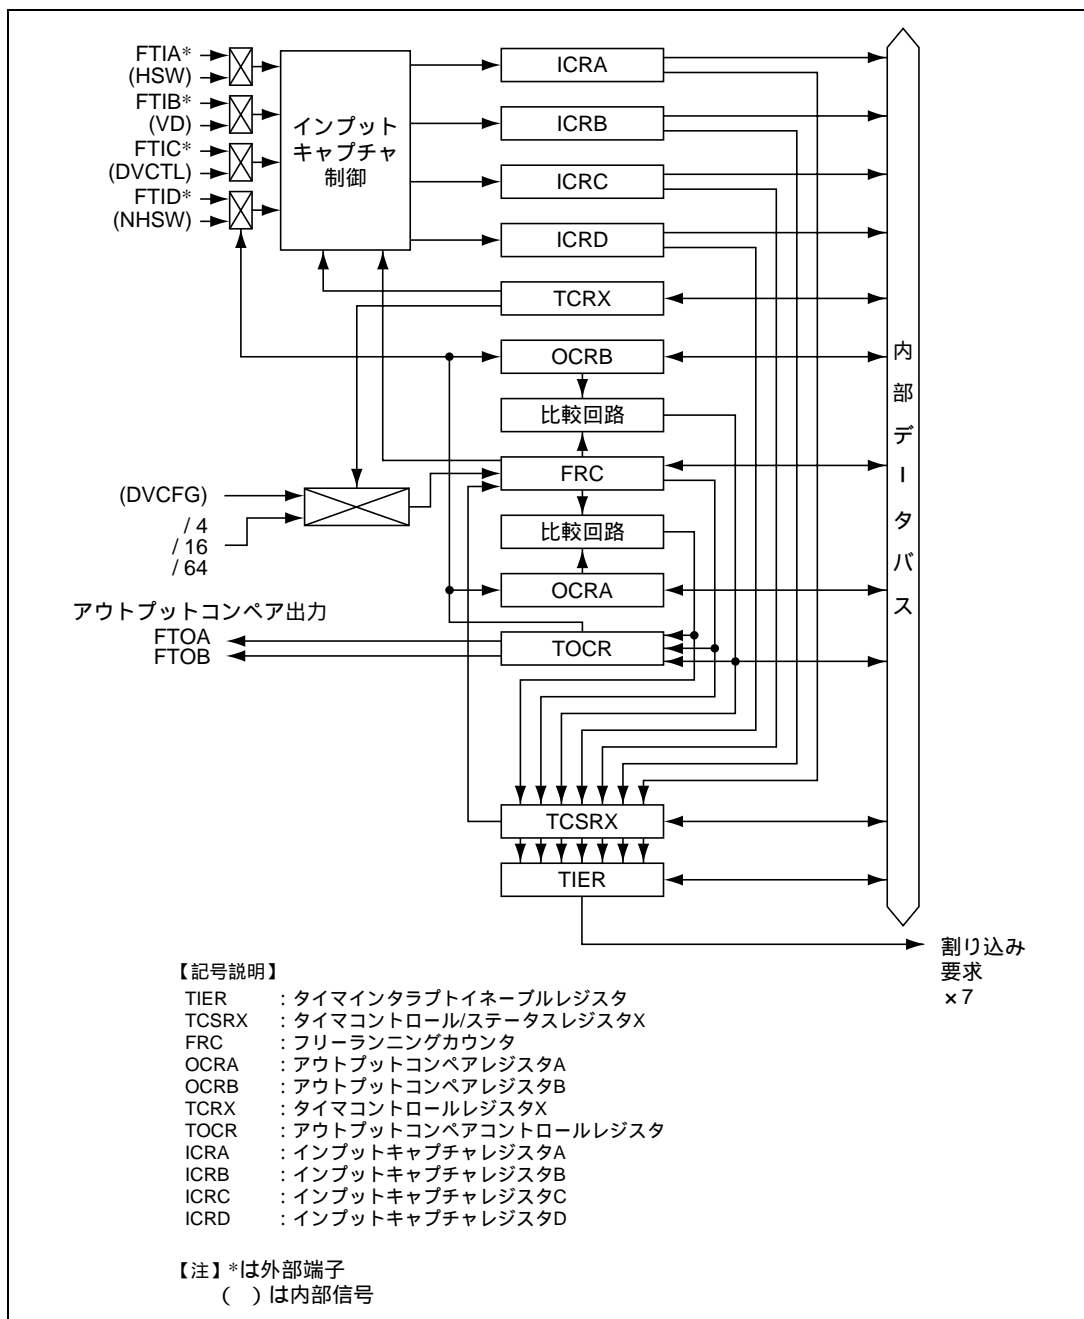 FTIA*
(HSW)
FTIB*
(VD)
FTIC*
(DVCTL)
FTID*
(NHSW)
インプット
キャプチャ
制御
ICRA
ICRB
ICRC
ICRD
TCRX
OCRB
比較回路
FRC
比較回路
OCRA
TOCR
TCSRX
TIER
内部データバス
(DVCFG)
/ 4
/ 16
/ 64
アウトプットコンペア出力
FTOA
FTOB
割り込み
要求
×7
【記号説明】
TIER : タイマインタラプトイネーブルレジスタ
TCSRX : タイマコントロール/ステータスレジスタX
FRC : フリーランニングカウンタ
OCRA : アウトプットコンペアレジスタA
OCRB : アウトプットコンペアレジスタB
TCRX : タイマコントロールレジスタX
TOCR : アウトプットコンペアコントロールレジスタ
ICRA : インプットキャプチャレジスタA
ICRB : インプットキャプチャレジスタB
ICRC : インプットキャプチャレジスタC
ICRD : インプットキャプチャレジスタD
【注】*は外部端子
(　)は内部信号